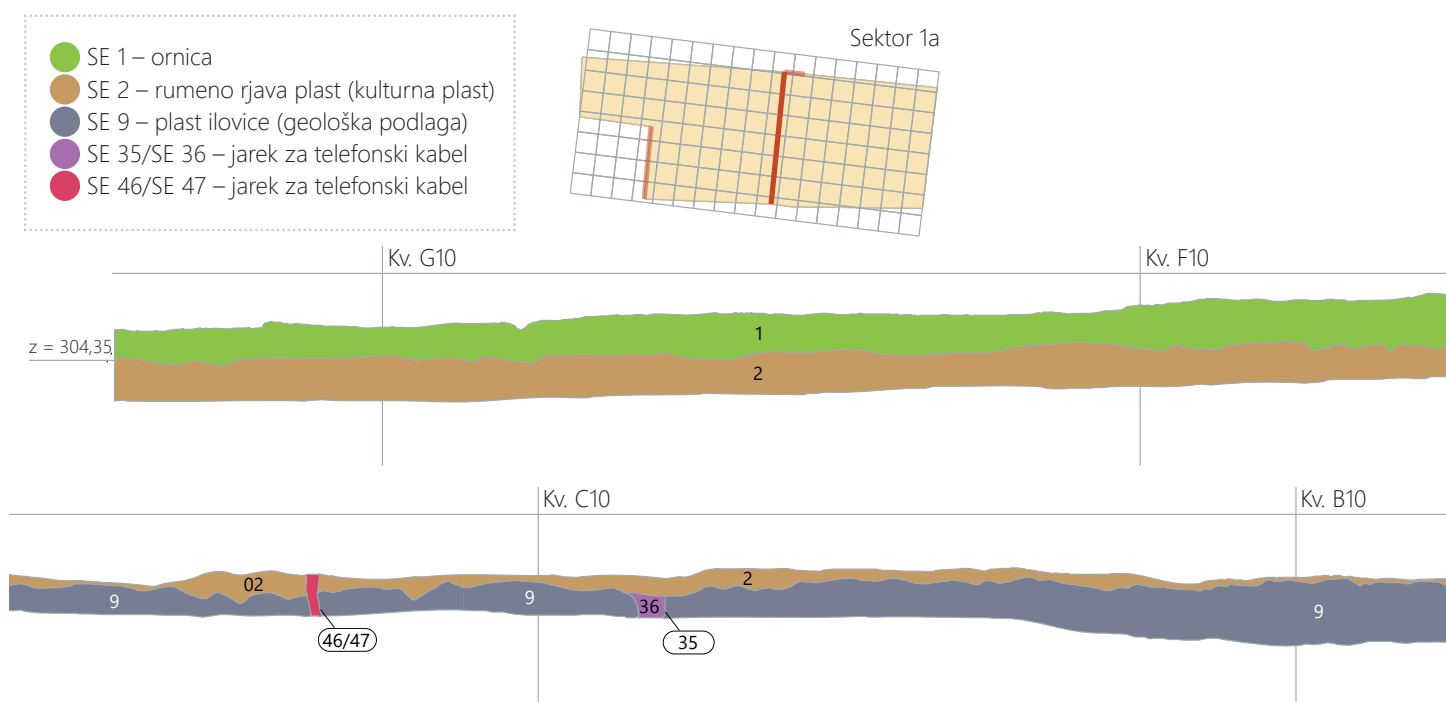 SE 1 – ornica
SE 2 – rumeno rjava plast (kulturna plast)
SE 9 – plast ilovice (geološka podlaga)
SE 35/SE 36 – jarek za telefonski kabel
SE 46/SE 47 – jarek za telefonski kabel
Sektor 1a
Kv. G10
Kv. F10
1
z = 304,35
2
Kv. C10
Kv. B10
02
2
9
9
36
9
46/47
35